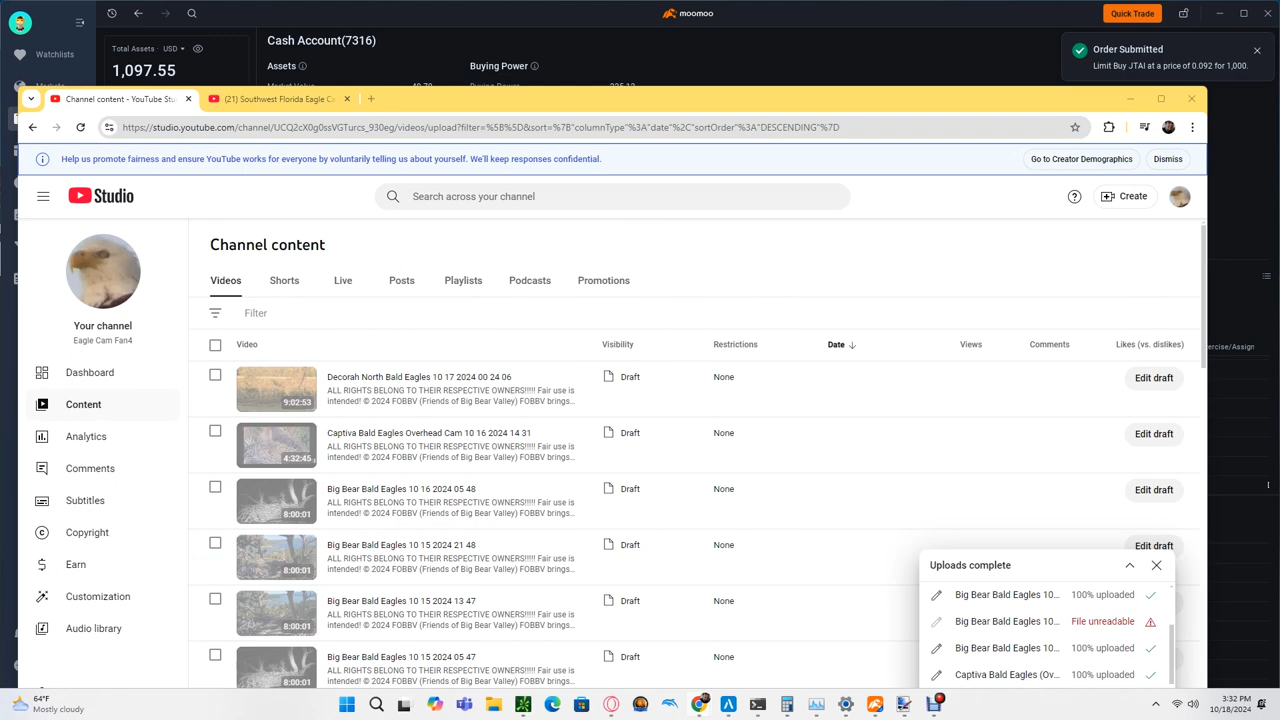 moomoo
Quick Trade
Watchlists
Total Assets · USD
1,097.55
Cash Account(7316)
Assets
Buying Power
Order Submitted
Limit Buy JTAI at a price of 0.092 for 1,000.
Channel content - YouTube Stu
(21) Southwest Florida Eagle Ca
https://studio.youtube.com/channel/UCQ2cX0g0ssVGTurcs_930eg/videos/upload?filter=%5B%5D&sort=%7B"columnType"%3A"date"%2C"sortOrder"%3A"DESCENDING"%7D
Help us promote fairness and ensure YouTube works for everyone by voluntarily telling us about yourself. We'll keep responses confidential.
Go to Creator Demographics
Dismiss
Studio
Search across your channel
Create
Your channel
Eagle Cam Fan4
Dashboard
Content
Analytics
Comments
Subtitles
Copyright
Earn
Customization
Audio library
Channel content
Videos Shorts Live Posts Playlists Podcasts Promotions
Filter
Video Visibility Restrictions Date Views Comments Likes (vs. dislikes)
ercise/Assign
Decorah North Bald Eagles 10 17 2024 00 24 06
ALL RIGHTS BELONG TO THEIR RESPECTIVE OWNERS!!!!! Fair use is
intended! © 2024 FOBBV (Friends of Big Bear Valley) FOBBV brings...
9:02:53
Draft
None
Edit draft
Captiva Bald Eagles Overhead Cam 10 16 2024 14 31
ALL RIGHTS BELONG TO THEIR RESPECTIVE OWNERS!!!!! Fair use is
intended! © 2024 FOBBV (Friends of Big Bear Valley) FOBBV brings...
4:32:45
Draft
None
Edit draft
Big Bear Bald Eagles 10 16 2024 05 48
ALL RIGHTS BELONG TO THEIR RESPECTIVE OWNERS!!!!! Fair use is
intended! © 2024 FOBBV (Friends of Big Bear Valley) FOBBV brings...
8:00:01
Draft
None
Edit draft
Big Bear Bald Eagles 10 15 2024 21 48
ALL RIGHTS BELONG TO THEIR RESPECTIVE OWNERS!!!!! Fair use is
intended! © 2024 FOBBV (Friends of Big Bear Valley) FOBBV brings...
8:00:01
Draft
None
Edit draft
Big Bear Bald Eagles 10 15 2024 13 47
ALL RIGHTS BELONG TO THEIR RESPECTIVE OWNERS!!!!! Fair use is
intended! © 2024 FOBBV (Friends of Big Bear Valley) FOBBV brings...
8:00:01
Draft
None
Big Bear Bald Eagles 10 15 2024 05 47
ALL RIGHTS BELONG TO THEIR RESPECTIVE OWNERS!!!!! Fair use is
intended! © 2024 FOBBV (Friends of Big Bear Valley) FOBBV brings...
8:00:01
Draft
None
Uploads complete
Big Bear Bald Eagles 10... 100% uploaded
Big Bear Bald Eagles 10... File unreadable
Big Bear Bald Eagles 10... 100% uploaded
Captiva Bald Eagles (Ov... 100% uploaded
64°F
Mostly cloudy
3:32 PM
10/18/2024